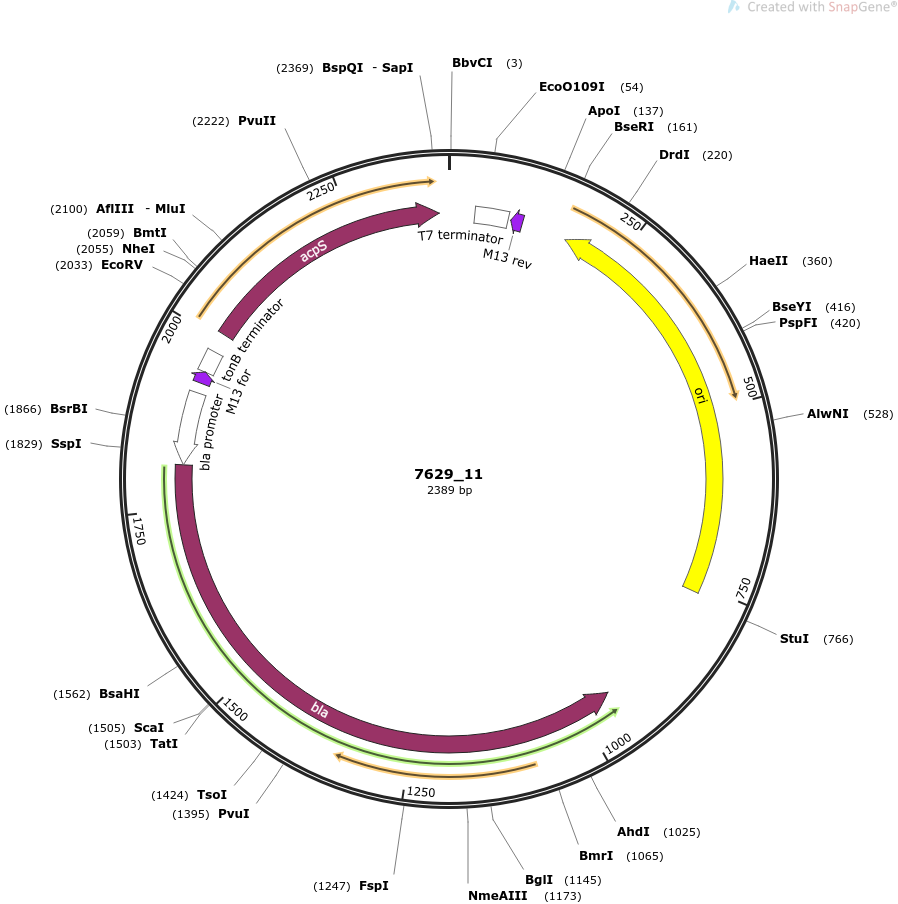 Created with SnapGene®
(2369) BspQI - SapI
BbvCI (3)
EcoO109I (54)
ApoI (137)
BseRI (161)
DrdI (220)
(2222) PvuII
(2100) AflIII - MluI
(2059) BmtI
(2055) NheI
(2033) EcoRV
HaeII (360)
BseYI (416)
PspFI (420)
AlwNI (528)
(1866) BsrBI
(1829) SspI
StuI (766)
(1562) BsaHI
(1505) ScaI
(1503) TatI
(1424) TsoI
(1395) PvuI
(1247) FspI
AhdI (1025)
BmrI (1065)
BglI (1145)
NmeAIII (1173)
2250
250
2000
500
1750
750
1500
1000
1250
acpS
T7 terminator
M13 rev
tonB terminator
M13 for
bla promoter
ori
bla
7629_11
2389 bp